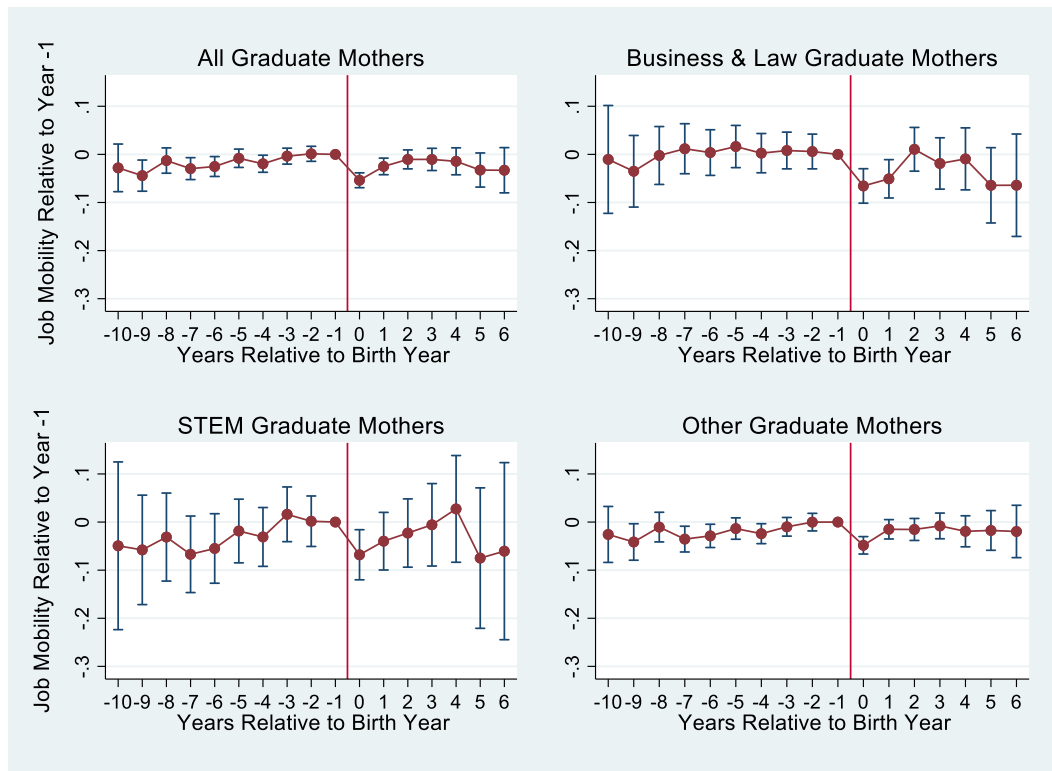 All Graduate Mothers
Job Mobility Relative to Year -1
.1
0
-.1
-.2
-.3
-10 -9 -8 -7 -6 -5 -4 -3 -2 -1 0 1 2 3 4 5 6
Years Relative to Birth Year
Business & Law Graduate Mothers
.1
0
-.1
-.2
-.3
-10 -9 -8 -7 -6 -5 -4 -3 -2 -1 0 1 2 3 4 5 6
Years Relative to Birth Year
STEM Graduate Mothers
Job Mobility Relative to Year -1
.1
0
-.1
-.2
-.3
-10 -9 -8 -7 -6 -5 -4 -3 -2 -1 0 1 2 3 4 5 6
Years Relative to Birth Year
Other Graduate Mothers
.1
0
-.1
-.2
-.3
-10 -9 -8 -7 -6 -5 -4 -3 -2 -1 0 1 2 3 4 5 6
Years Relative to Birth Year